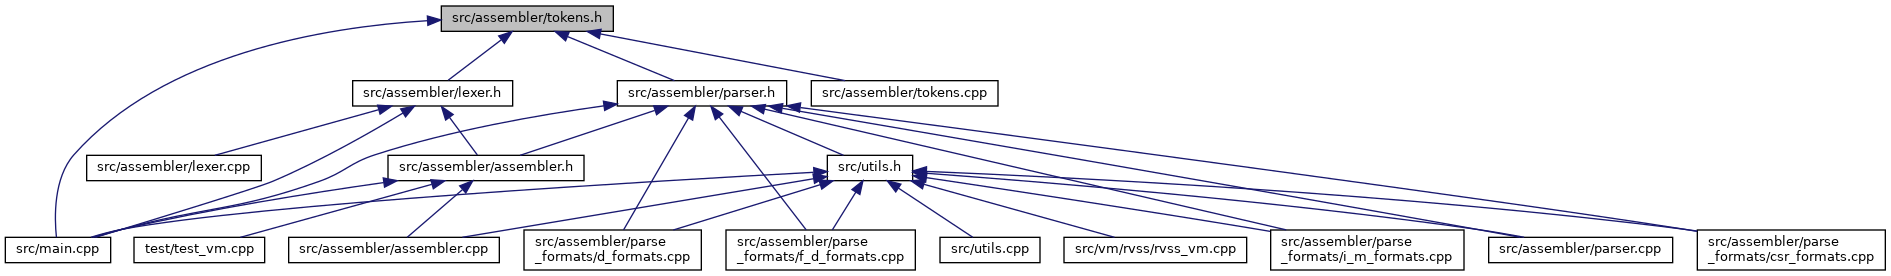 src/assembler/tokens.h
src/assembler/lexer.h
src/assembler/parser.h
src/assembler/tokens.cpp
src/assembler/lexer.cpp
src/assembler/assembler.h
src/utils.h
src/main.cpp
test/test_vm.cpp
src/assembler/assembler.cpp
src/assembler/parse
_formats/d_formats.cpp
src/assembler/parse
_formats/f_d_formats.cpp
src/utils.cpp
src/vm/rvss/rvss_vm.cpp
src/assembler/parse
_formats/i_m_formats.cpp
src/assembler/parser.cpp
src/assembler/parse
_formats/csr_formats.cpp